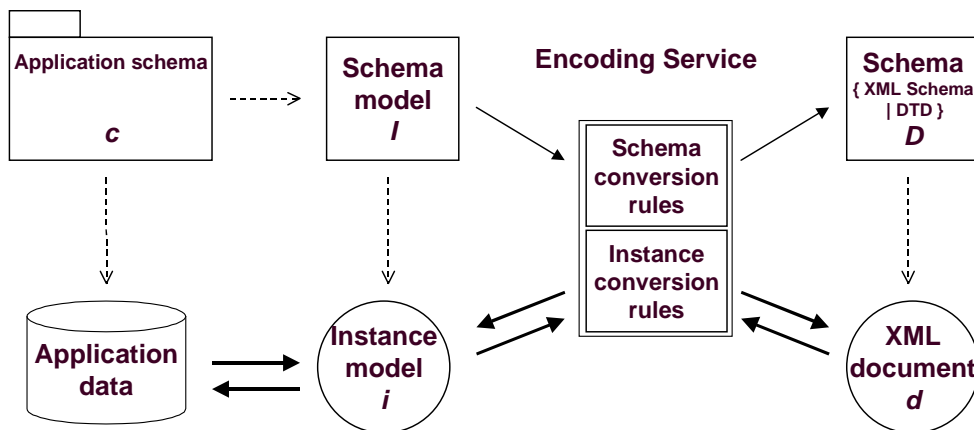 Application schema
c
Schema
model
I
Encoding Service
Schema
{ XML Schema
| DTD }
D
Schema
conversion
rules
Instance
conversion
rules
Application
data
Instance
model
i
XML
document
d